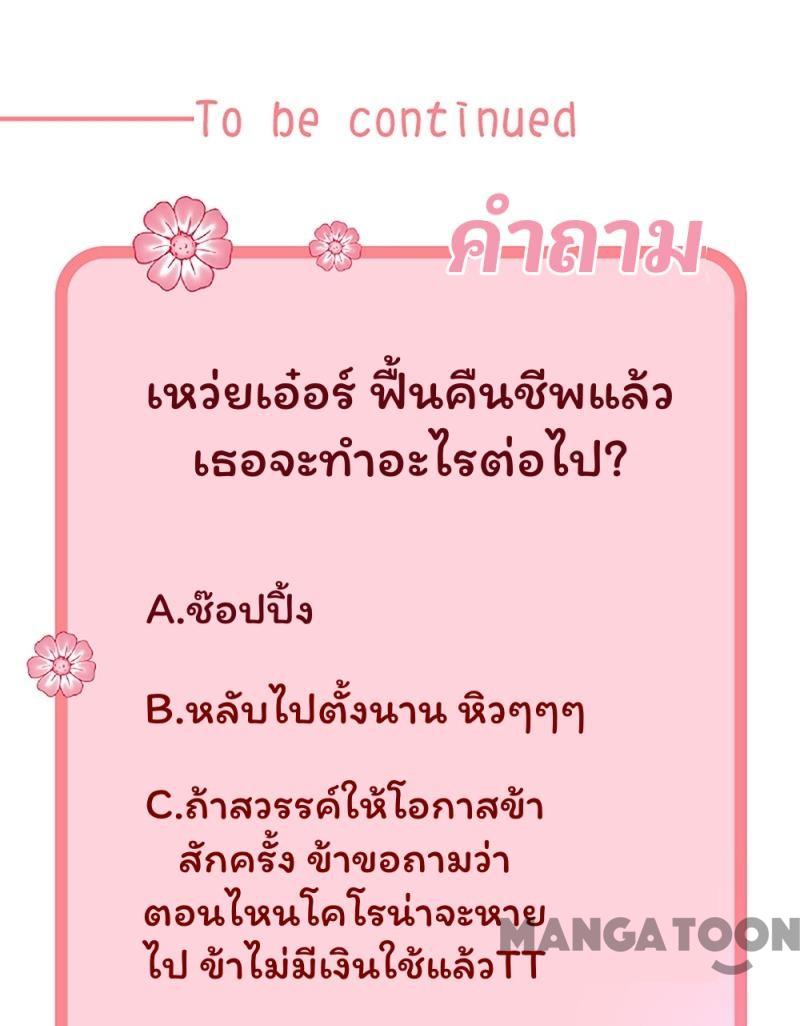 To be continued
คำถาม
เหว่ยเอ๋อร์ ฟื้นคืนชีพแล้ว
เธอจะทำอะไรต่อไป?
A.ช๊อปปิ้ง
B.หลับไปตั้งนาน หิวๆๆๆ
C.ถ้าสวรรค์ให้โอกาสข้า
สักครั้ง ข้าขอถามว่า
ตอนไหนโคโรน่าจะหาย
ไป ข้าไม่มีเงินใช้แล้วTT
MANGATOON